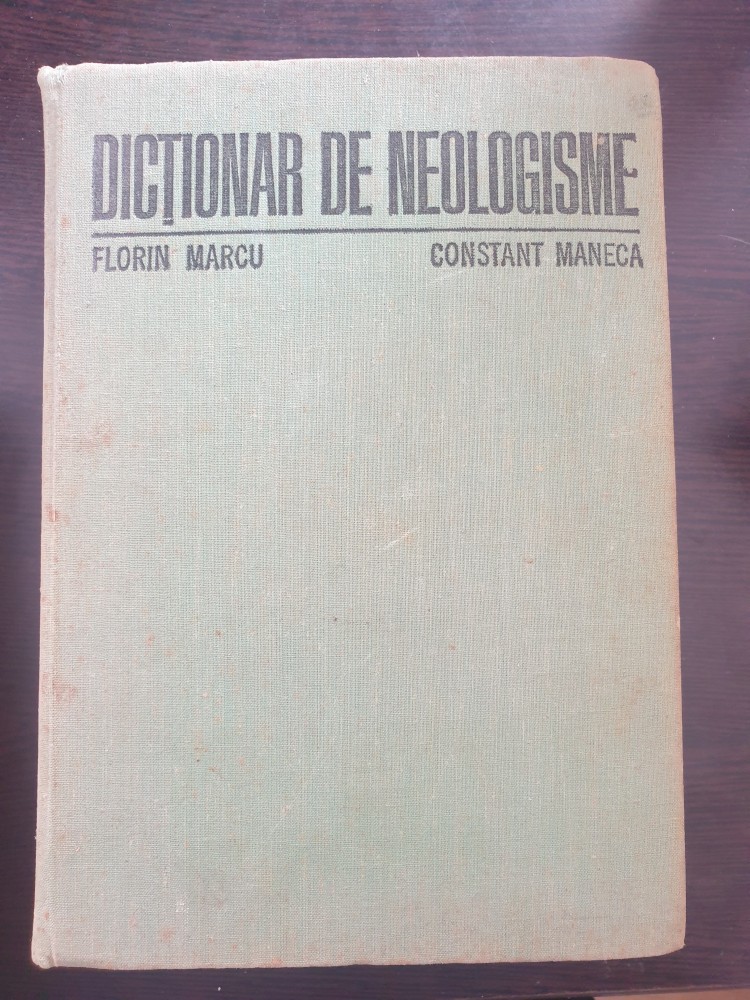 DICȚIONAR DE NEOLOGISME
FLORIN MARCU CONSTANT MANECA